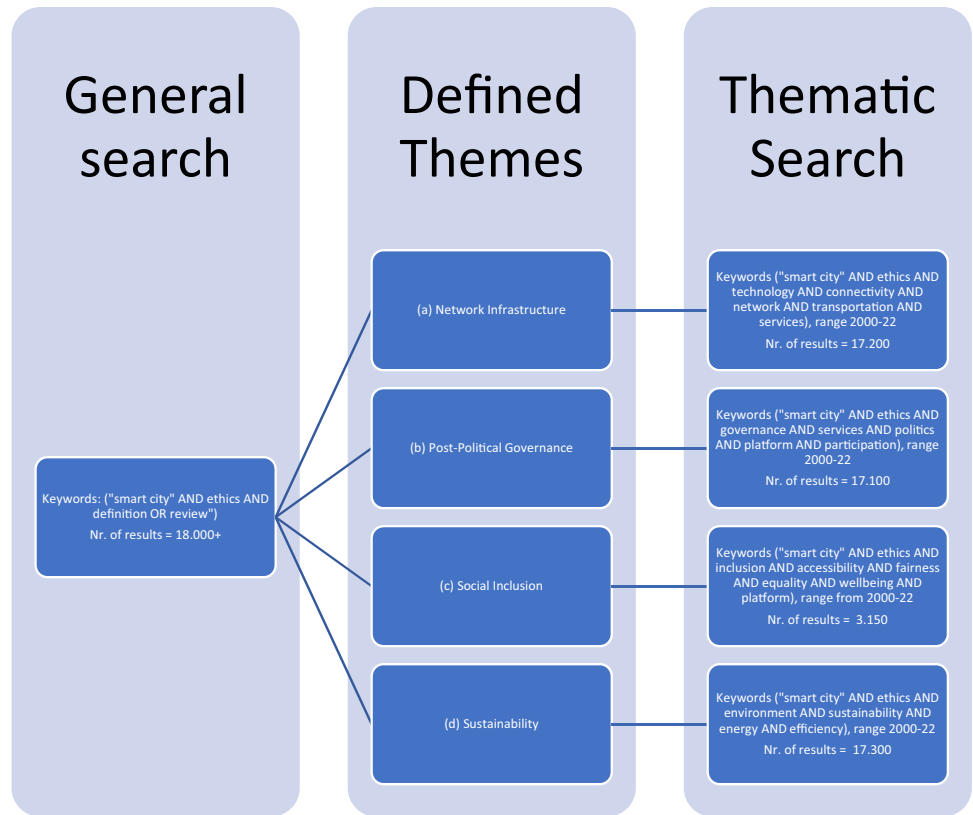 General
search
Defined
Themes
Thematic
Search
Keywords: ("smart city" AND ethics AND
definition OR review")
Nr. of results = 18.000+
(a) Network Infrastructure
(b) Post-Political Governance
(c) Social Inclusion
(d) Sustainability
Keywords ("smart city" AND ethics AND
technology AND connectivity AND
network AND transportation AND
services), range 2000-22
Nr. of results = 17.200
Keywords ("smart city" AND ethics AND
governance AND services AND politics
AND platform AND participation), range
2000-22
Nr. of results = 17.100
Keywords ("smart city" AND ethics AND
inclusion AND accessibility AND fairness
AND equality AND wellbeing AND
platform), range from 2000-22
Nr. of results =  3.150
Keywords ("smart city" AND ethics AND
environment AND sustainability AND
energy AND efficiency), range 2000-22
Nr. of results =  17.300